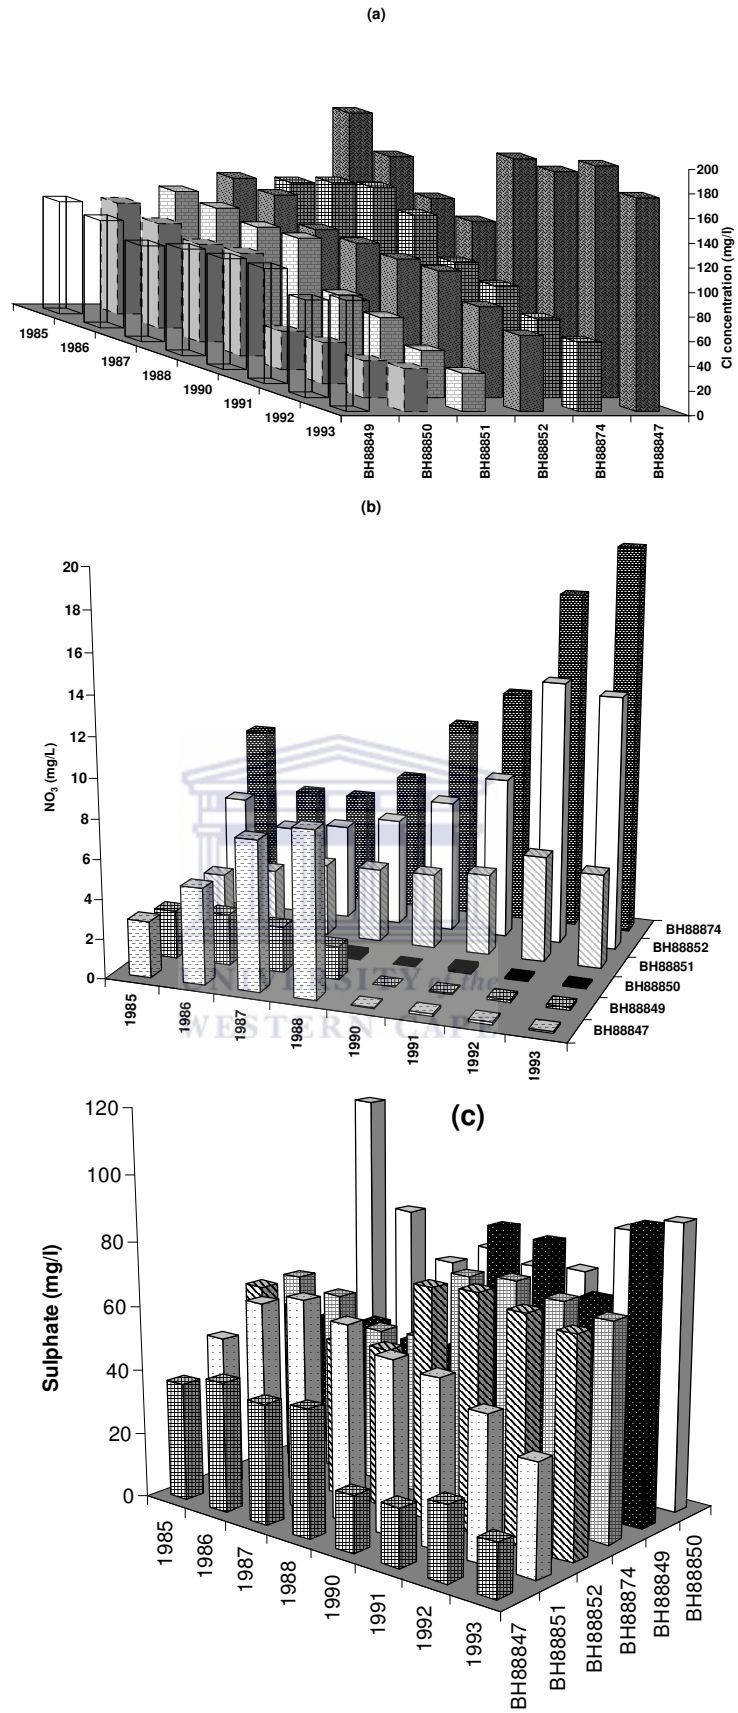 (a)
200
180
160
140
120
100
80
60
40
20
0
Cl concentration (mg/l)
1985
1986
1987
1988
1990
1991
1992
1993
BH88849
BH88850
BH88851
BH88852
BH88874
BH88847
(b)
20
18
16
14
12
10
8
6
4
2
0
NO3 (mg/L)
1985
1986
1987
1988
1990
1991
1992
1993
BH88874
BH88852
BH88851
BH88850
BH88849
BH88847
UNIVERSITY of the
WESTERN CAPE
(c)
120
100
80
60
40
20
0
Sulphate (mg/l)
1985
1986
1987
1988
1990
1991
1992
1993
BH88847
BH88851
BH88852
BH88874
BH88849
BH88850